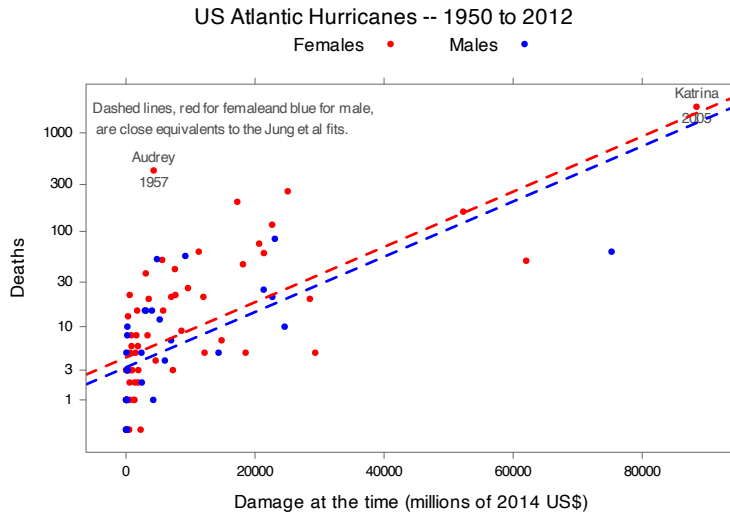 US Atlantic Hurricanes -- 1950 to 2012
Females
Males
Dashed lines, red for femaleand blue for male,
are close equivalents to the Jung et al fits.
Katrina
2005
Audrey
1957
Deaths
1000
300
100
30
10
3
1
0
20000
40000
60000
80000
Damage at the time (millions of 2014 US$)